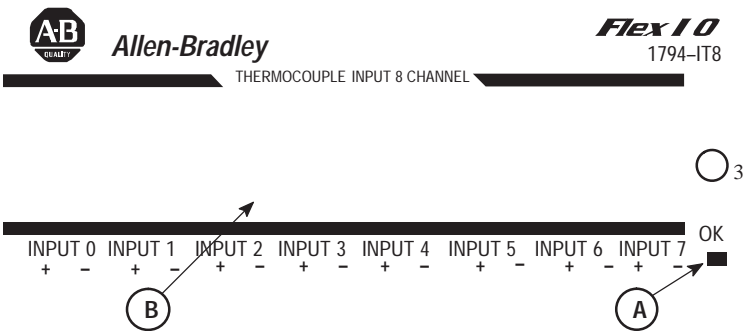 A-B
QUALITY
Allen-Bradley
Flex I/O
1794–IT8
THERMOCOUPLE INPUT 8 CHANNEL
3
INPUT 0 INPUT 1 INPUT 2 INPUT 3 INPUT 4 INPUT 5 INPUT 6 INPUT 7 OK
+ – + – + – + – + – + – + – + –
B A